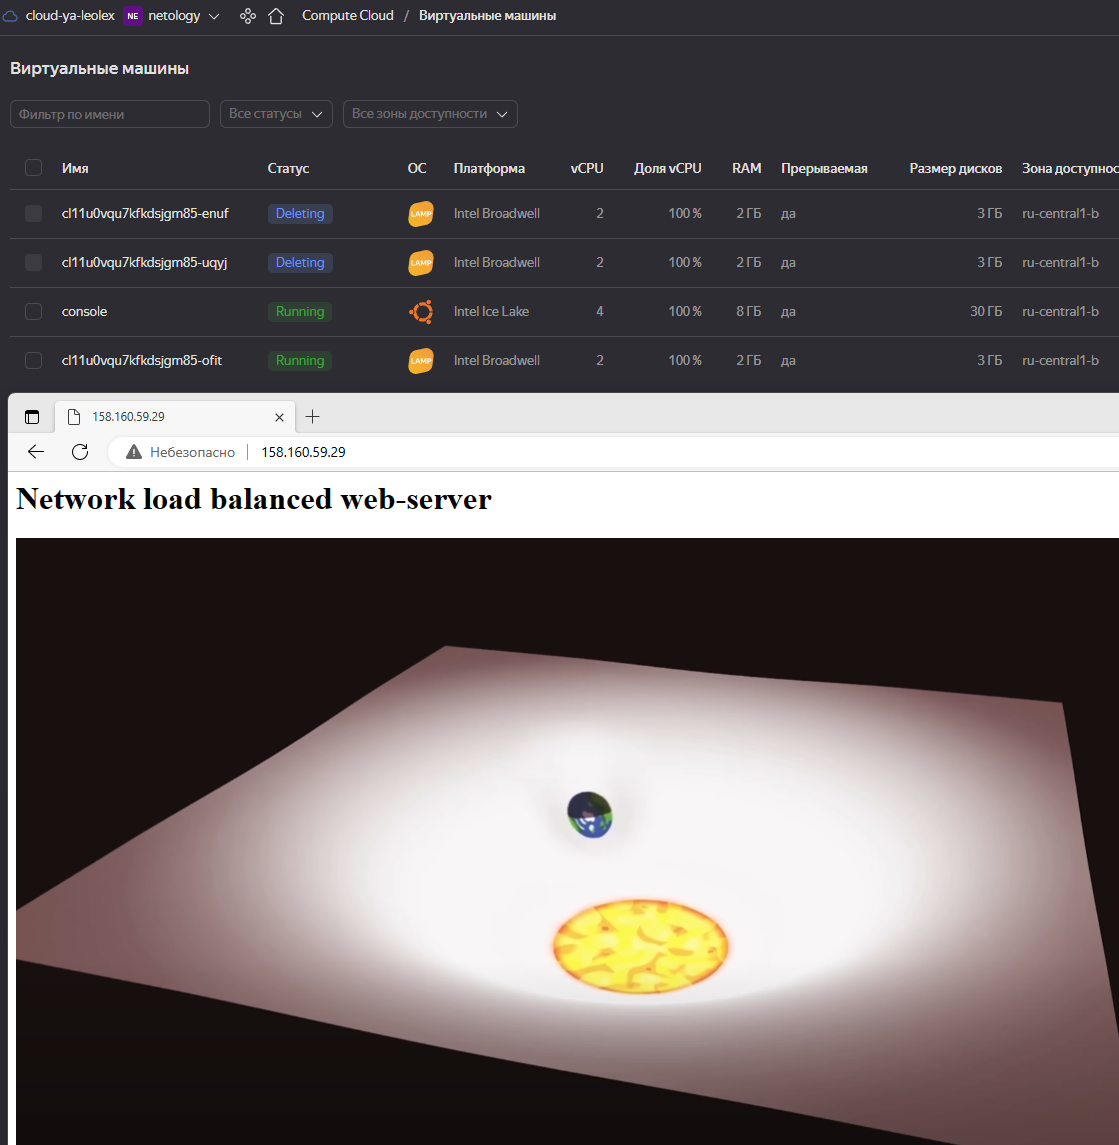 cloud-ya-leolex NE netology Compute Cloud / Виртуальные машины
Виртуальные машины
Фильтр по имени Все статусы Все зоны доступности
Имя Статус ОС Платформа vCPU Доля vCPU RAM Прерываемая Размер дисков Зона доступнос
cl11u0vqu7kfkdsjgm85-enuf Deleting LAMP Intel Broadwell 2 100 % 2 ГБ да 3 ГБ ru-central1-b
cl11u0vqu7kfkdsjgm85-uqyj Deleting LAMP Intel Broadwell 2 100 % 2 ГБ да 3 ГБ ru-central1-b
console Running Intel Ice Lake 4 100 % 8 ГБ да 30 ГБ ru-central1-b
cl11u0vqu7kfkdsjgm85-ofit Running LAMP Intel Broadwell 2 100 % 2 ГБ да 3 ГБ ru-central1-b
158.160.59.29
Небезопасно 158.160.59.29
Network load balanced web-server